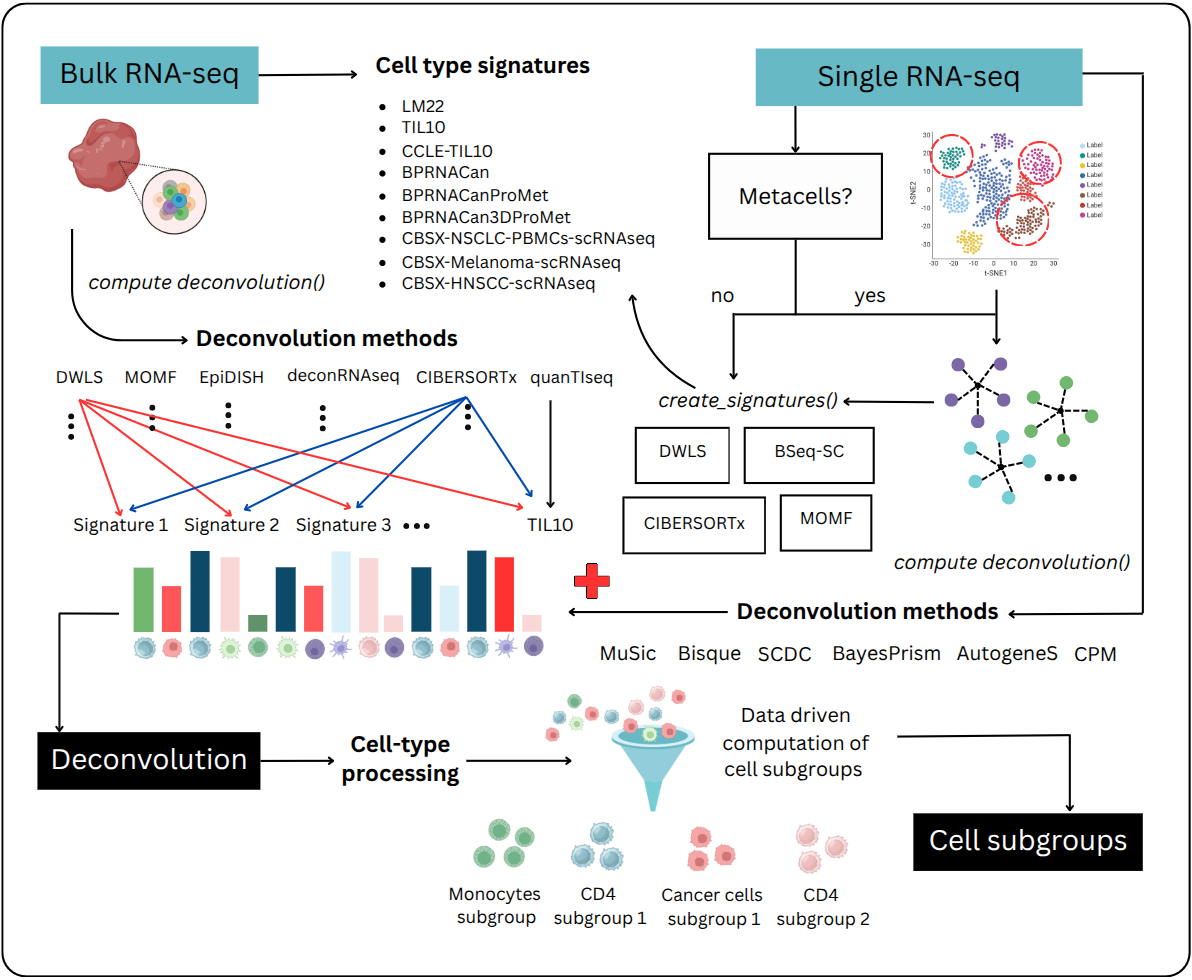 Bulk RNA-seq
Cell type signatures
LM22
TIL10
CCLE-TIL10
BPRNACan
BPRNACanProMet
BPRNACan3DProMet
CBSX-NSCLC-PBMCs-scRNAseq
CBSX-Melanoma-scRNAseq
CBSX-HNSCC-scRNAseq
Single RNA-seq
Metacells?
no
yes
t-SNE2
30
20
10
0
-10
-20
-30
-30
-20
-10
0
10
20
30
t-SNE1
Label
Label
Label
Label
Label
Label
Label
Label
compute deconvolution()
Deconvolution methods
DWLS
MOMF
EpiDISH
deconRNAseq
CIBERSORTx
quanTIseq
Signature 1
Signature 2
Signature 3
TIL10
create_signatures()
DWLS
BSeq-SC
CIBERSORTx
MOMF
compute deconvolution()
Deconvolution methods
MuSic
Bisque
SCDC
BayesPrism
AutogeneS
CPM
Deconvolution
Cell-type
processing
Data driven
computation of
cell subgroups
Cell subgroups
Monocytes
subgroup
CD4
subgroup 1
Cancer cells
subgroup 1
CD4
subgroup 2